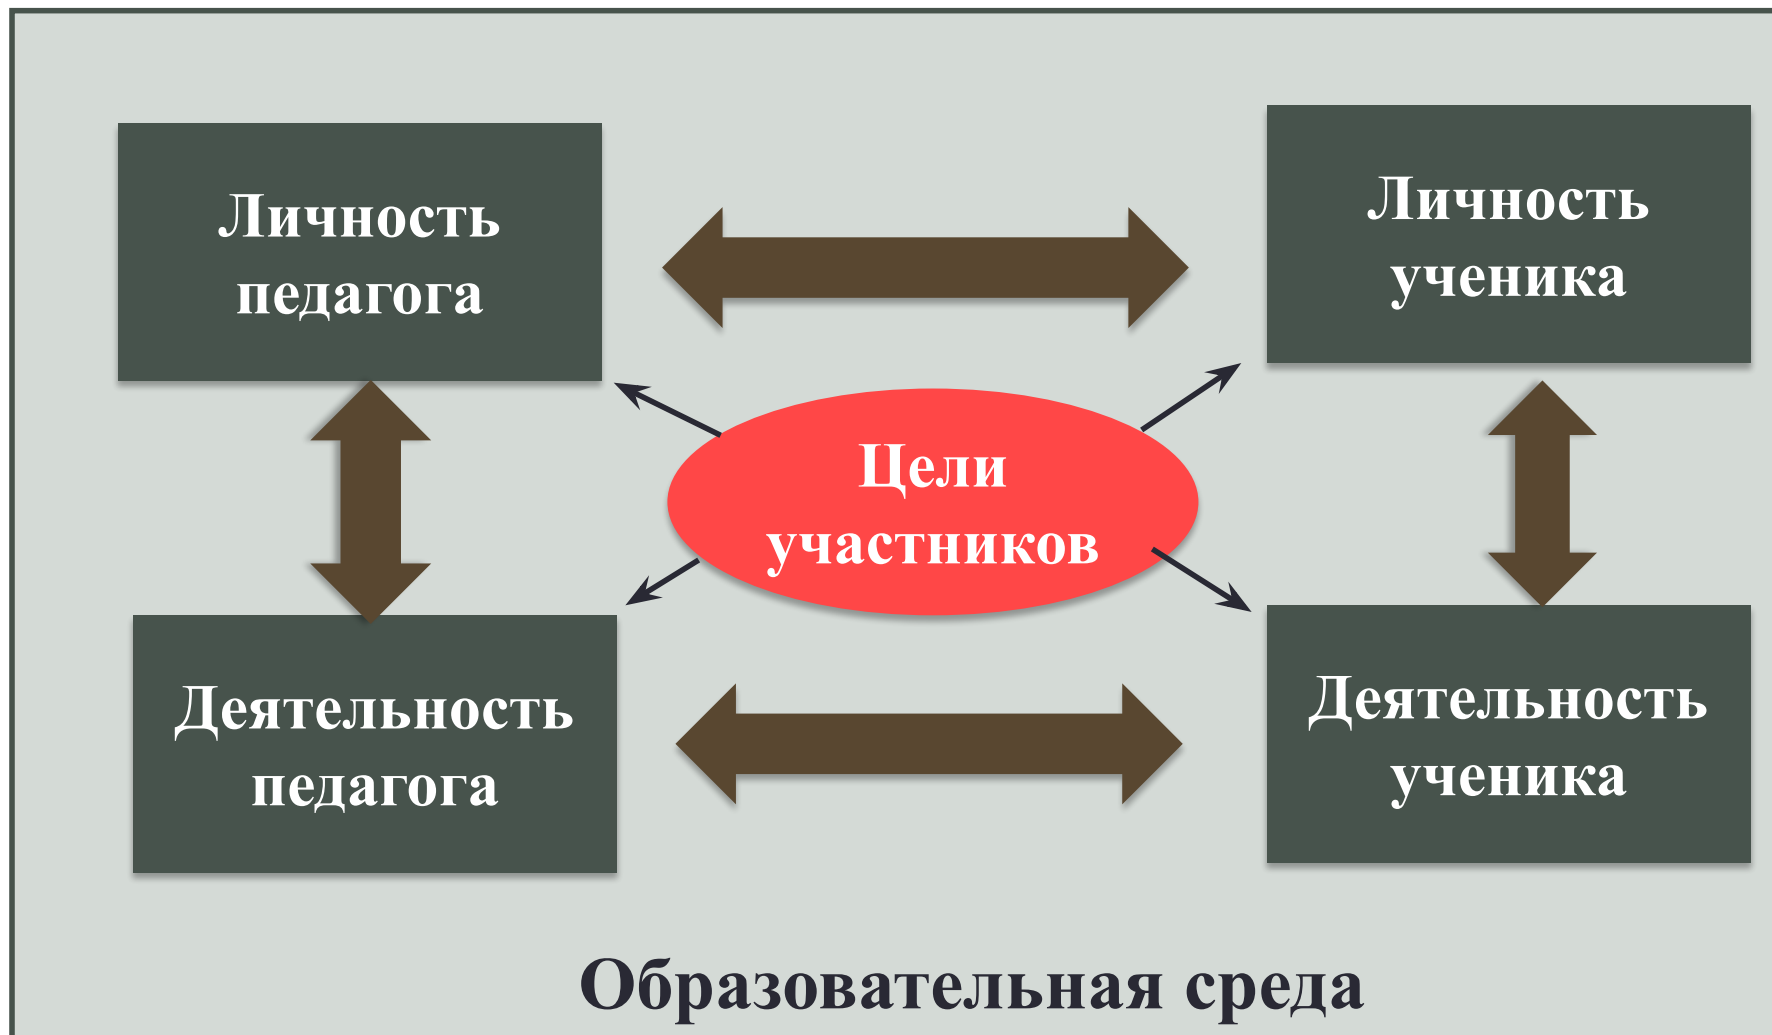 Личность
педагога
Личность
ученика
Цели
участников
Деятельность
педагога
Деятельность
ученика
Образовательная среда